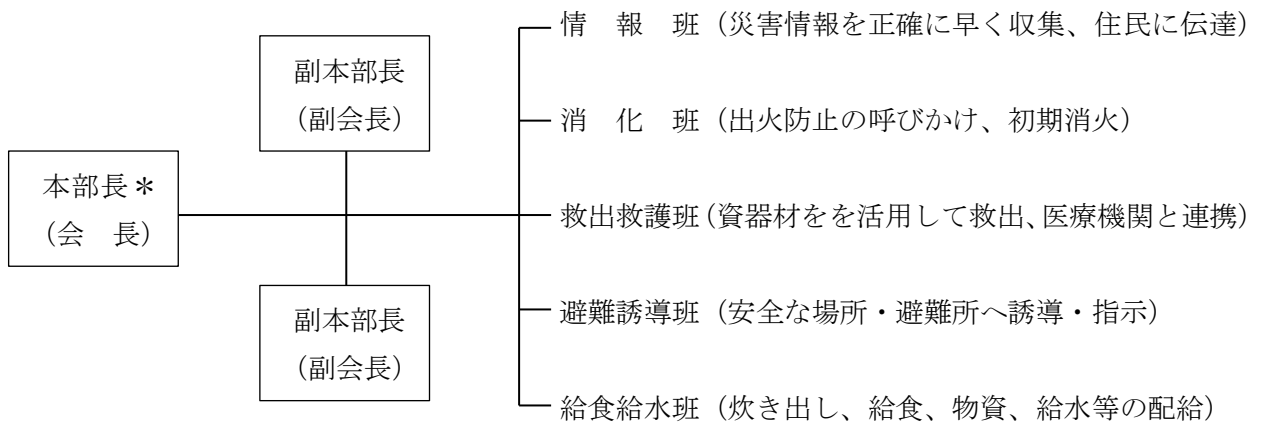 情　報　班（災害情報を正確に早く収集、住民に伝達）
副本部長
（副会長）
消　化　班（出火防止の呼びかけ、初期消火）
本部長＊
（会　長）
救出救護班（資器材をを活用して救出、医療機関と連携）
副本部長
（副会長）
避難誘導班（安全な場所・避難所へ誘導・指示）
給食給水班（炊き出し、給食、物資、給水等の配給）